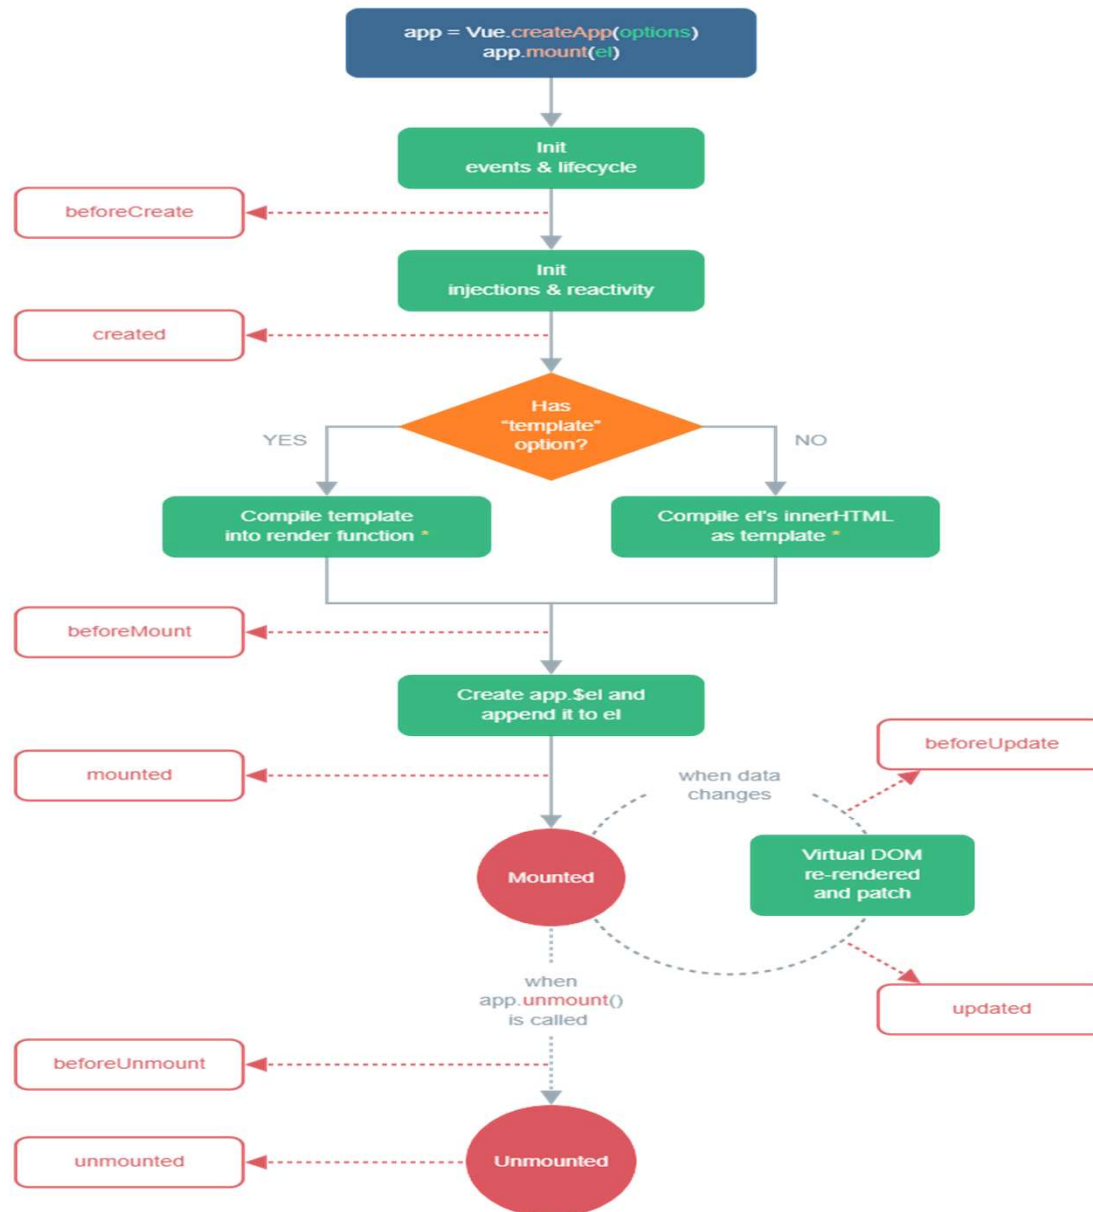 app = Vue.createApp(options)
app.mount(el)
Init
events & lifecycle
beforeCreate
Init
injections & reactivity
created
Has
“template”
option?
YES
NO
Compile template
into render function *
Compile el's innerHTML
as template *
beforeMount
Create app.$el and
append it to el
mounted
when data
changes
beforeUpdate
Mounted
Virtual DOM
re-rendered
and patch
updated
when
app.unmount()
is called
beforeUnmount
unmounted
Unmounted